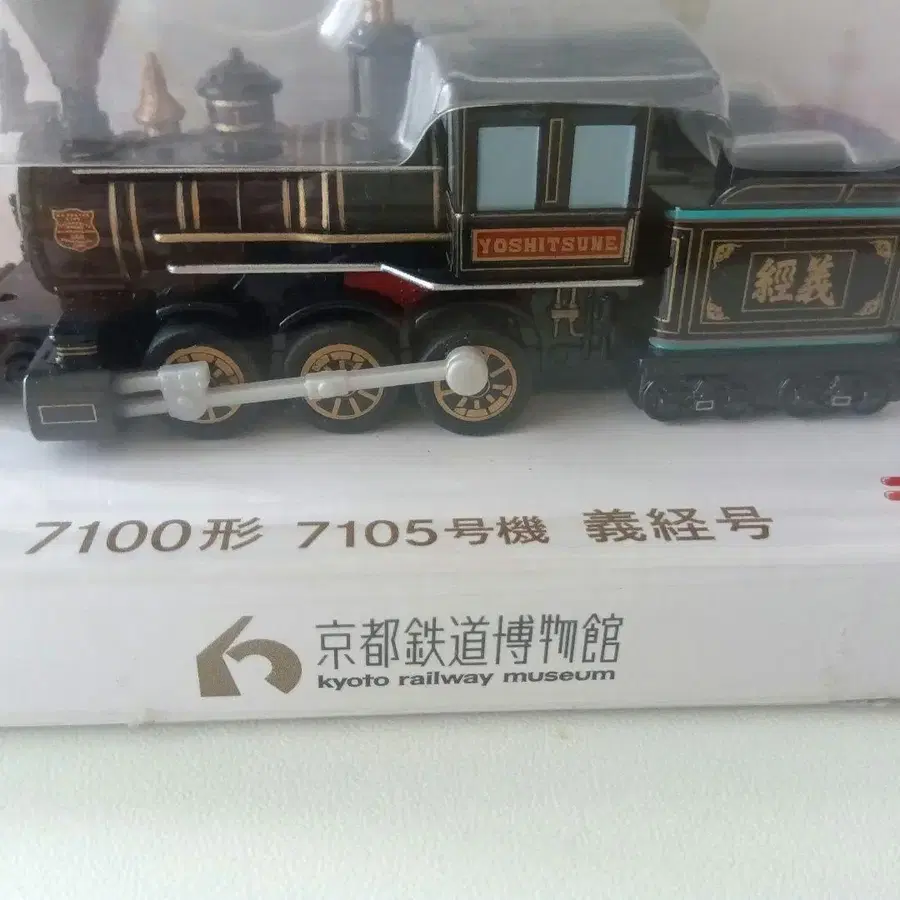 YOSHITSUNE
經義
7100形 7105号機 義経号
京都鉄道博物館
kyoto railway museum